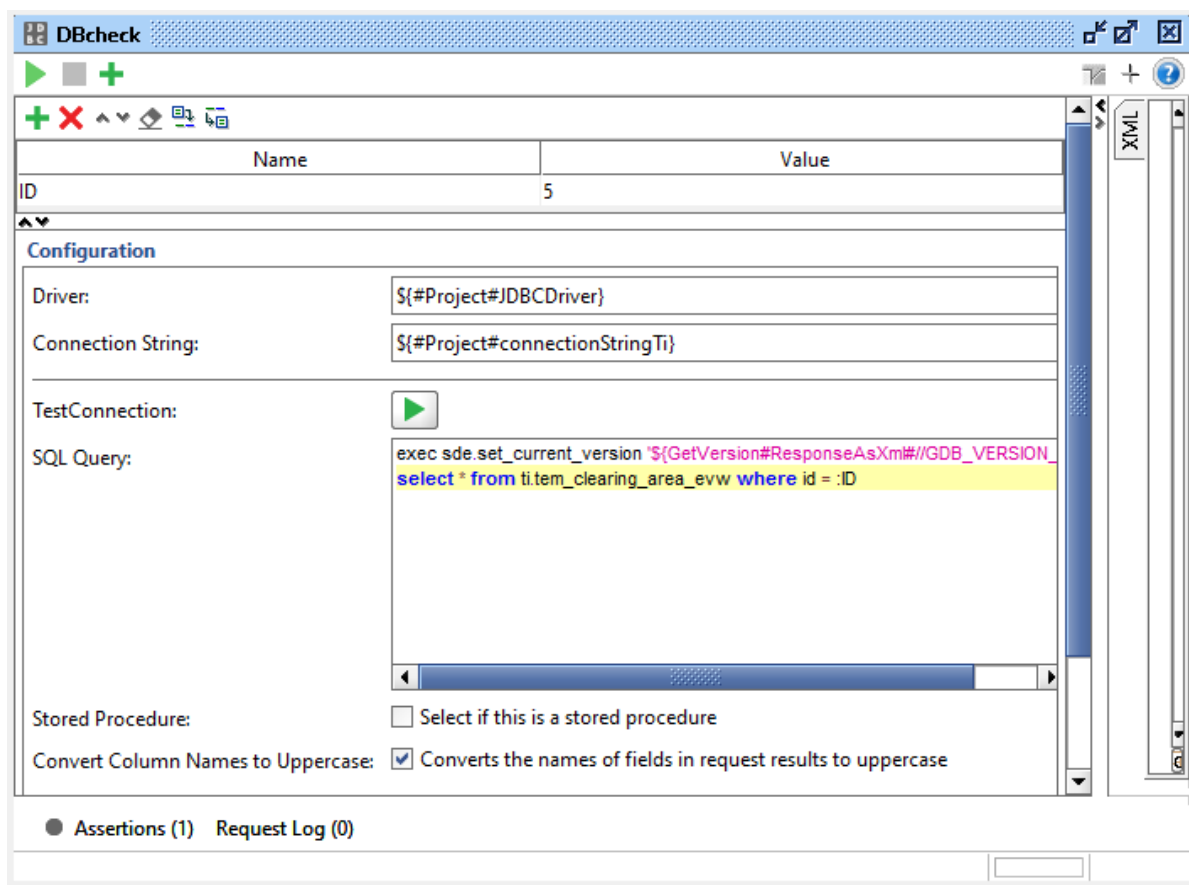 DBcheck
XML
Name Value
ID 5
Configuration
Driver: ${#Project#JDBCDriver}
Connection String: ${#Project#connectionStringTi}
TestConnection:
SQL Query: exec sde.set_current_version '${GetVersion#ResponseAsXml#//GDB_VERSION_
select * from ti.tem_clearing_area_evw where id = :ID
Stored Procedure: Select if this is a stored procedure
Convert Column Names to Uppercase: Converts the names of fields in request results to uppercase
Assertions (1) Request Log (0)